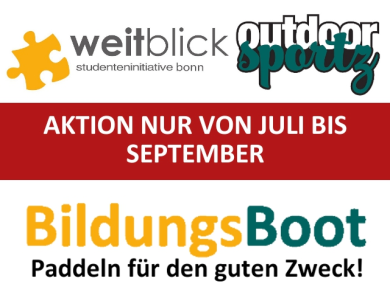 weitblick
studenteninitiative bonn
outdoor
sportz
AKTION NUR VON JULI BIS
SEPTEMBER
BildungsBoot
Paddeln für den guten Zweck!